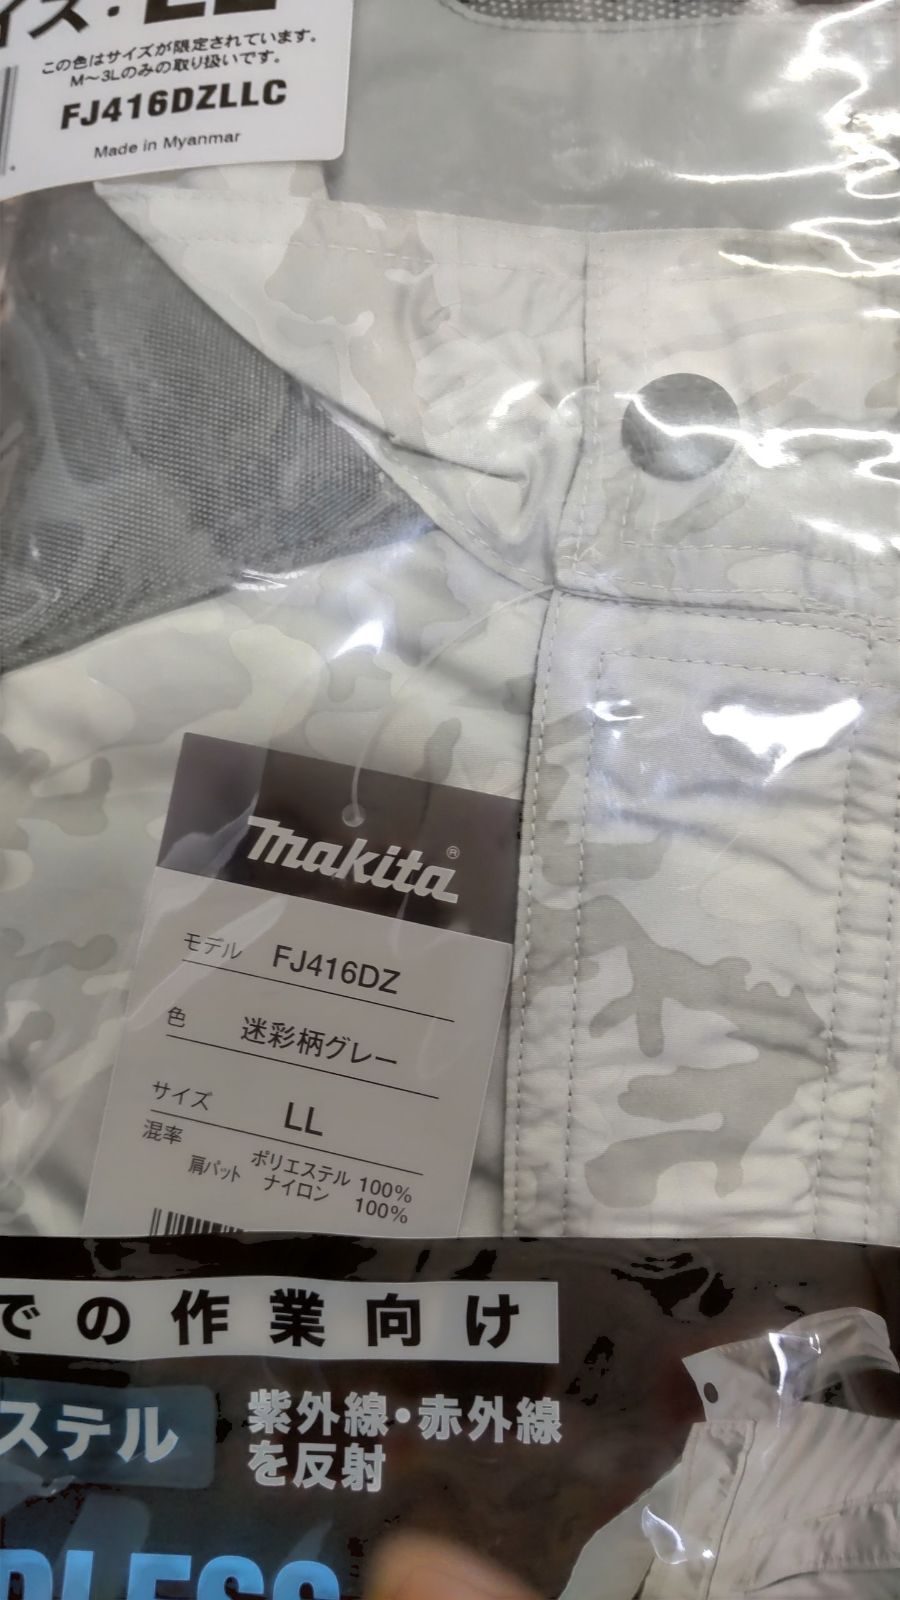 イズ：LL
この色はサイズが限定されています。
M〜3Lのみの取り扱いです。
FJ416DZLLC
Made in Myanmar
makita®
モデル FJ416DZ
色 迷彩柄グレー
サイズ LL
混率 ポリエステル 100%
肩パット ナイロン 100%
での作業向け
ステル
紫外線・赤外線
を反射
DLESS